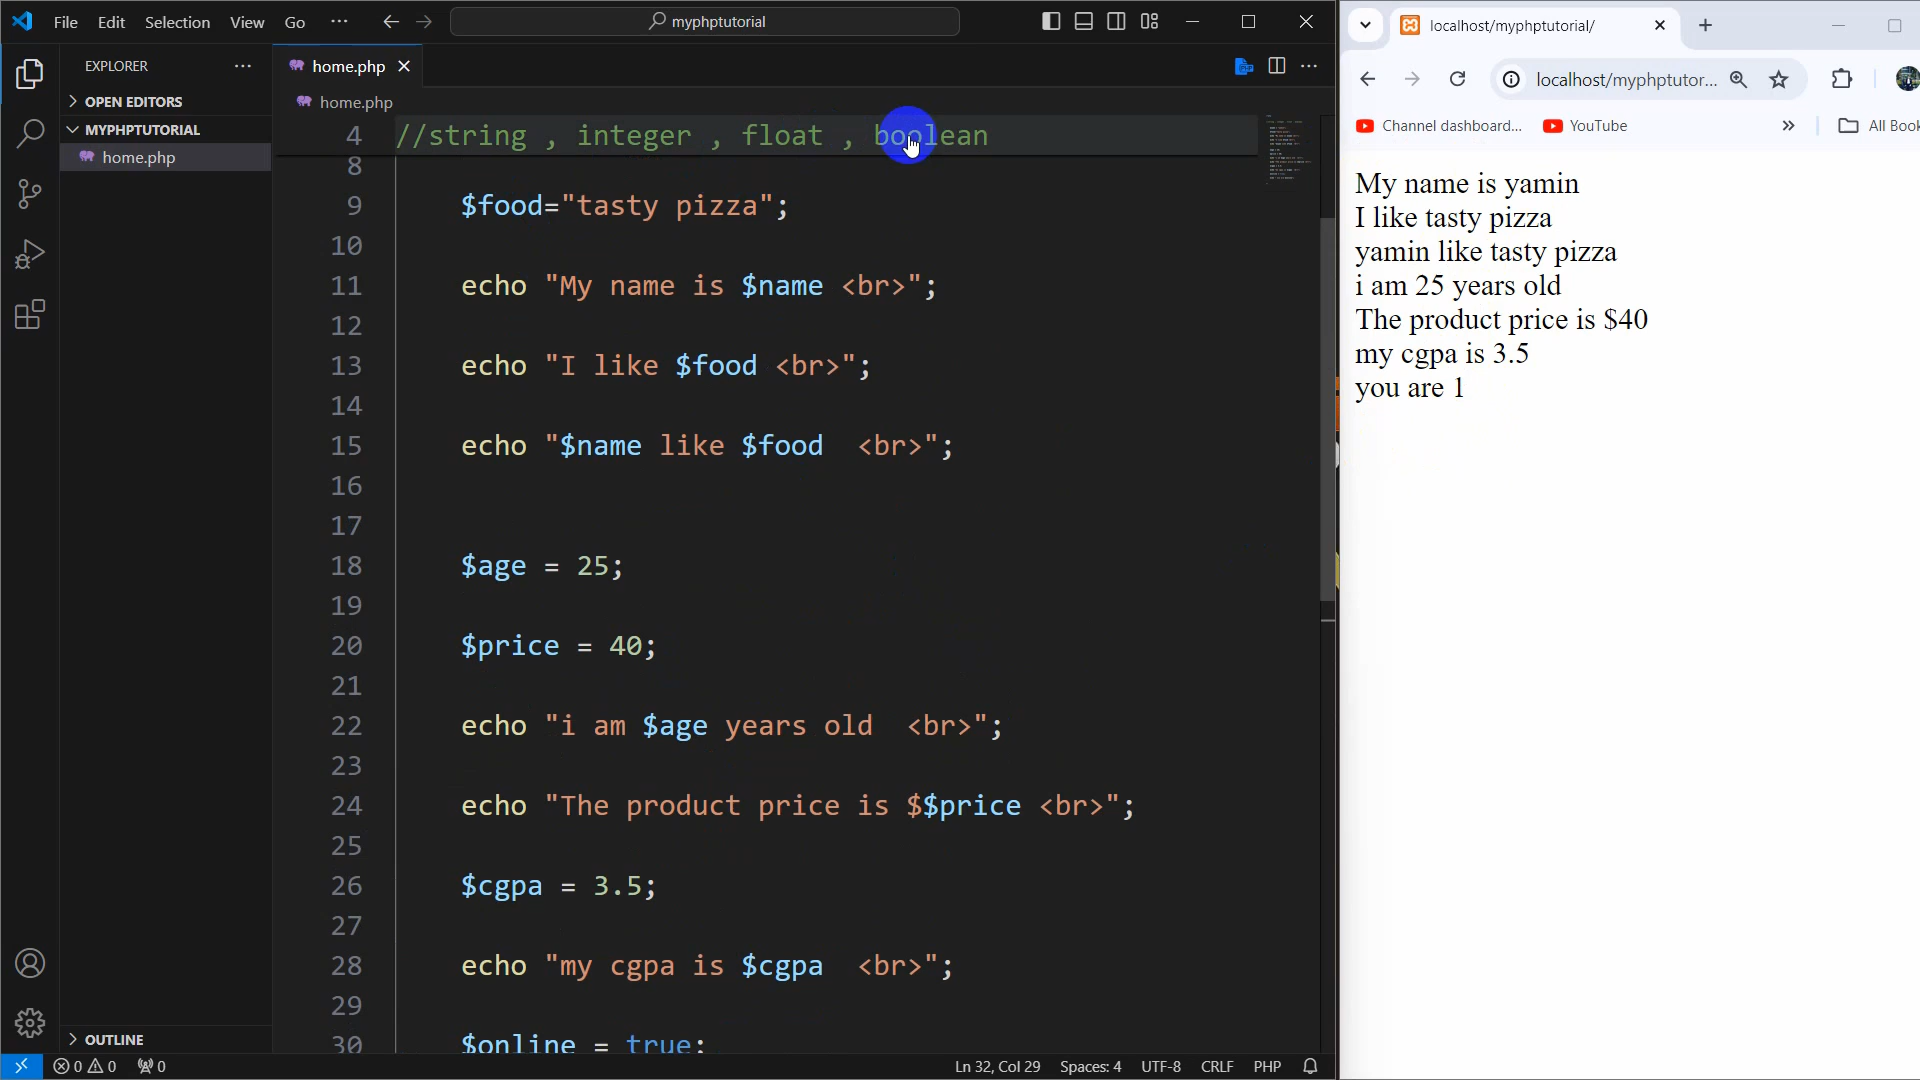 File Edit Selection View Go ··· myphptutorial
EXPLORER ···
OPEN EDITORS
MYPHPTUTORIAL
home.php
OUTLINE
home.php
home.php
4 //string , integer , float , boolean
8
9 $food="tasty pizza";
10
11 echo "My name is $name <br>";
12
13 echo "I like $food <br>";
14
15 echo "$name like $food  <br>";
16
17
18 $age = 25;
19
20 $price = 40;
21
22 echo "i am $age years old  <br>";
23
24 echo "The product price is $$price <br>";
25
26 $cgpa = 3.5;
27
28 echo "my cgpa is $cgpa  <br>";
29
30 $online = true;
0 0 0 Ln 32, Col 29 Spaces: 4 UTF-8 CRLF PHP
localhost/myphptutorial/
localhost/myphptutor...
Channel dashboard... YouTube » All Book
My name is yamin
I like tasty pizza
yamin like tasty pizza
i am 25 years old
The product price is $40
my cgpa is 3.5
you are 1